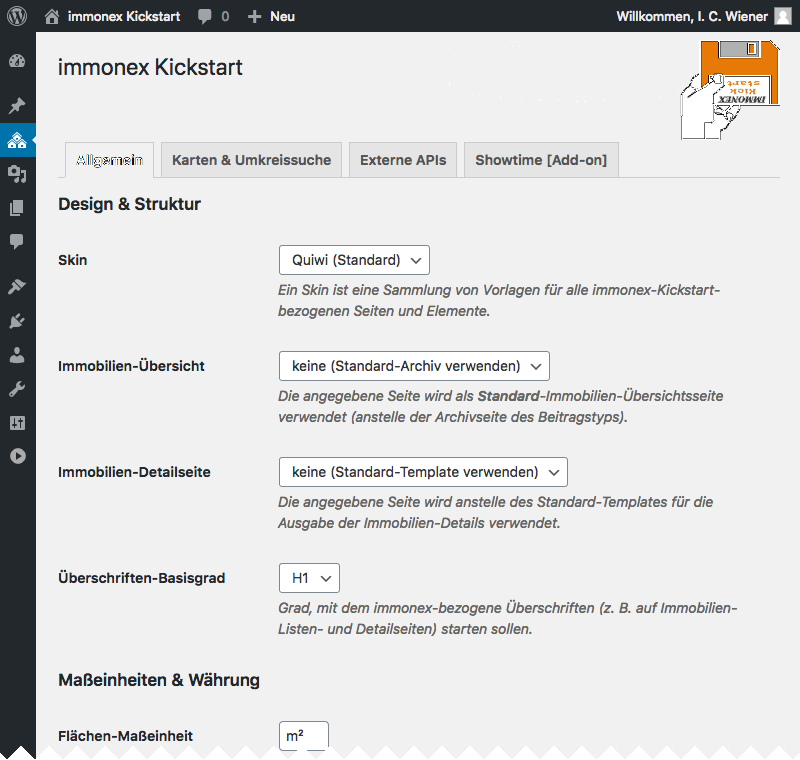 immonex Kickstart 0 Neu Willkommen, I. C. Wiener
immonex Kickstart
IMMONEX
Kick
start
Allgemein Karten & Umkreissuche Externe APIs Showtime [Add-on]
Design & Struktur
Skin Quiwi (Standard)
Ein Skin ist eine Sammlung von Vorlagen für alle immonex-Kickstart-
bezogenen Seiten und Elemente.
Immobilien-Übersicht keine (Standard-Archiv verwenden)
Die angegebene Seite wird als Standard-Immobilien-Übersichtsseite
verwendet (anstelle der Archivseite des Beitragstyps).
Immobilien-Detailseite keine (Standard-Template verwenden)
Die angegebene Seite wird anstelle des Standard-Templates für die
Ausgabe der Immobilien-Details verwendet.
Überschriften-Basisgrad H1
Grad, mit dem immonex-bezogene Überschriften (z. B. auf Immobilien-
Listen- und Detailseiten) starten sollen.
Maßeinheiten & Währung
Flächen-Maßeinheit m²